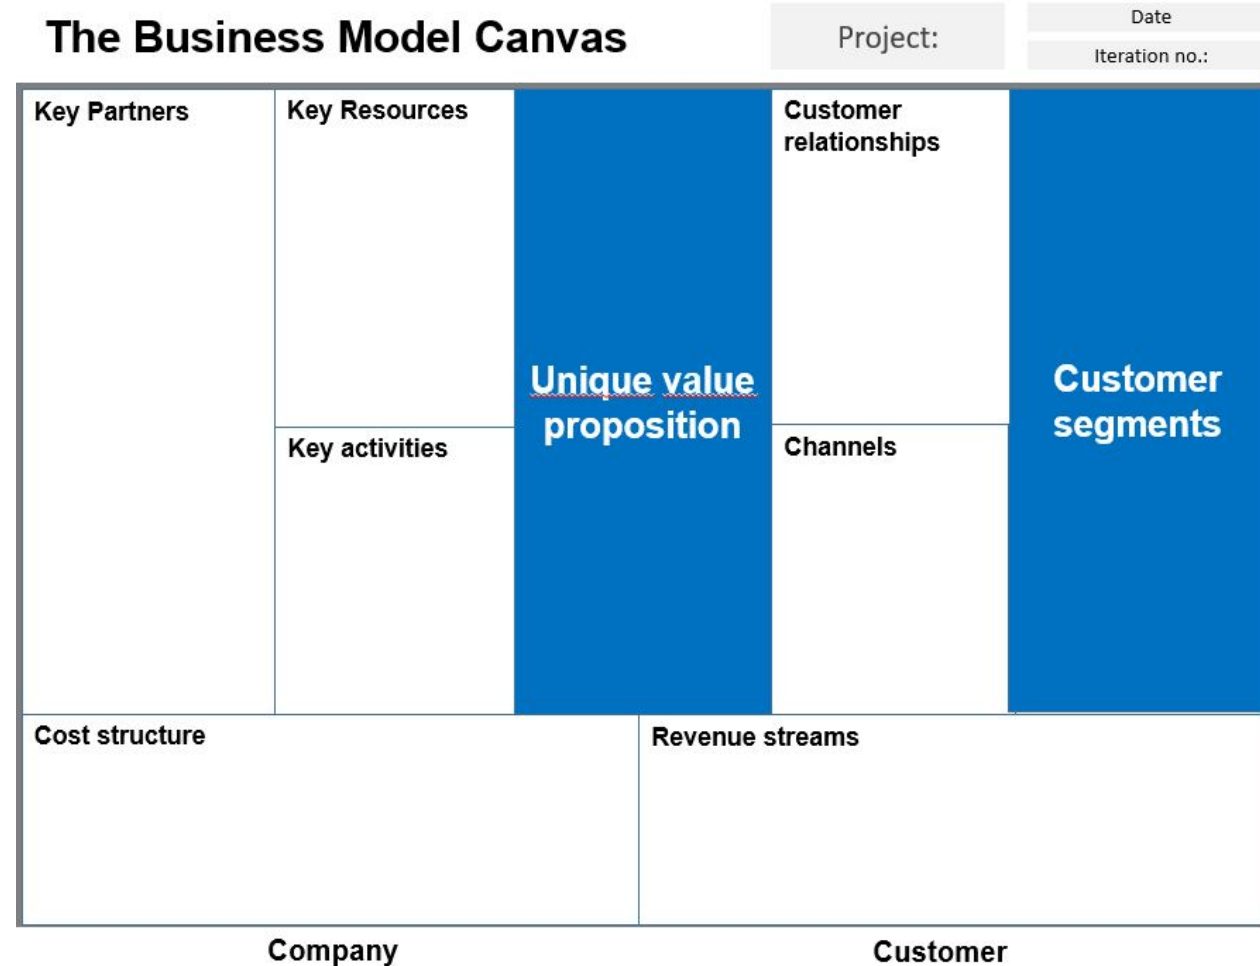 The Business Model Canvas
Project:
Date
Iteration no.:
Key Partners
Key Resources
Key activities
Unique value
proposition
Customer
relationships
Channels
Customer
segments
Cost structure
Revenue streams
Company
Customer